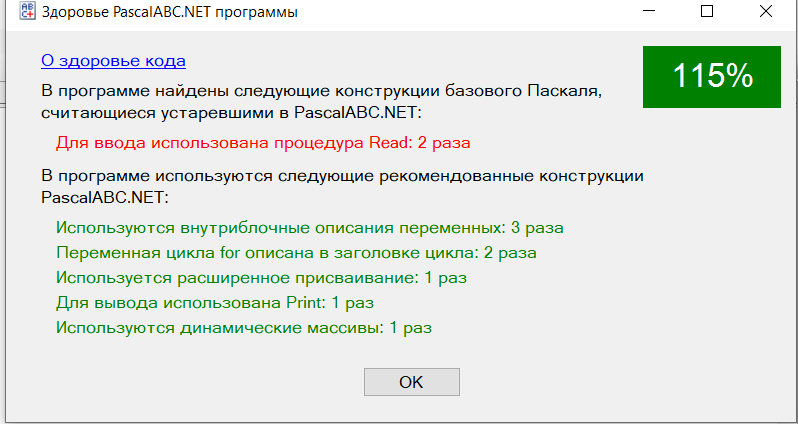 Здоровье PascalABC.NET программы
О здоровье кода
115%
В программе найдены следующие конструкции базового Паскаля,
считающиеся устаревшими в PascalABC.NET:
Для ввода использована процедура Read: 2 раза
В программе используются следующие рекомендованные конструкции
PascalABC.NET:
Используются внутриблочные описания переменных: 3 раза
Переменная цикла for описана в заголовке цикла: 2 раза
Используется расширенное присваивание: 1 раз
Для вывода использована Print: 1 раз
Используются динамические массивы: 1 раз
OK